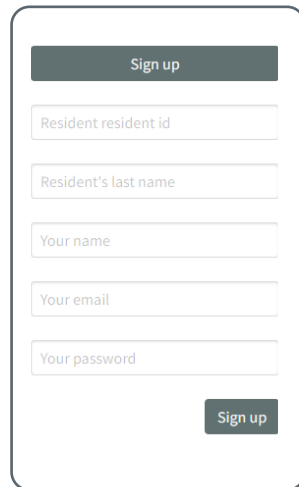 Sign up
Resident resident id
Resident's last name
Your name
Your email
Your password
Sign up